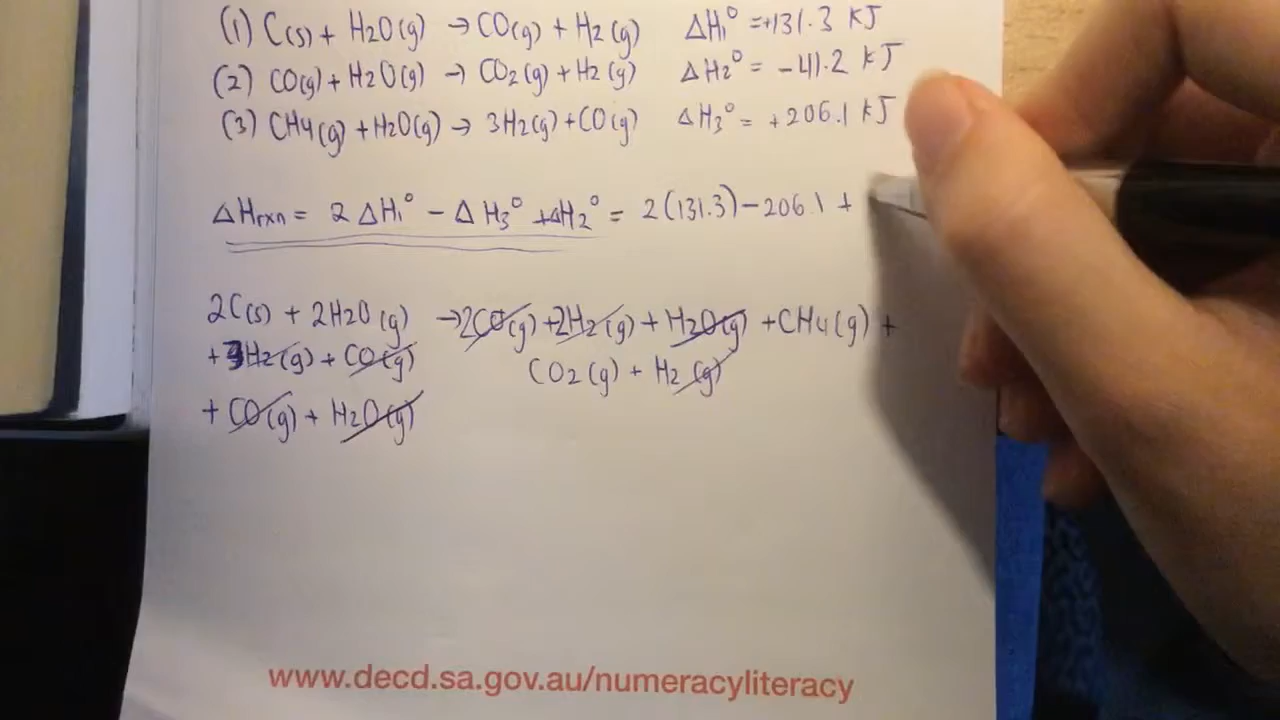 (1) C(s) + H2O(g) → CO(g) + H2(g) ΔH1° = +131.3 KJ
(2) CO(g) + H2O(g) → CO2(g) + H2(g) ΔH2° = -41.2 KJ
(3) CH4(g) + H2O(g) → 3H2(g) + CO(g) ΔH3° = +206.1 KJ
ΔHrxn = 2 ΔH1° - ΔH3° + ΔH2° = 2(131.3) - 206.1 +
2C(s) + 2H2O(g) → 2CO(g) + 2H2(g) + H2O(g) + CH4(g) +
+ 3H2(g) + CO(g) CO2(g) + H2(g)
+ CO(g) + H2O(g)
www.decd.sa.gov.au/numeracyliteracy